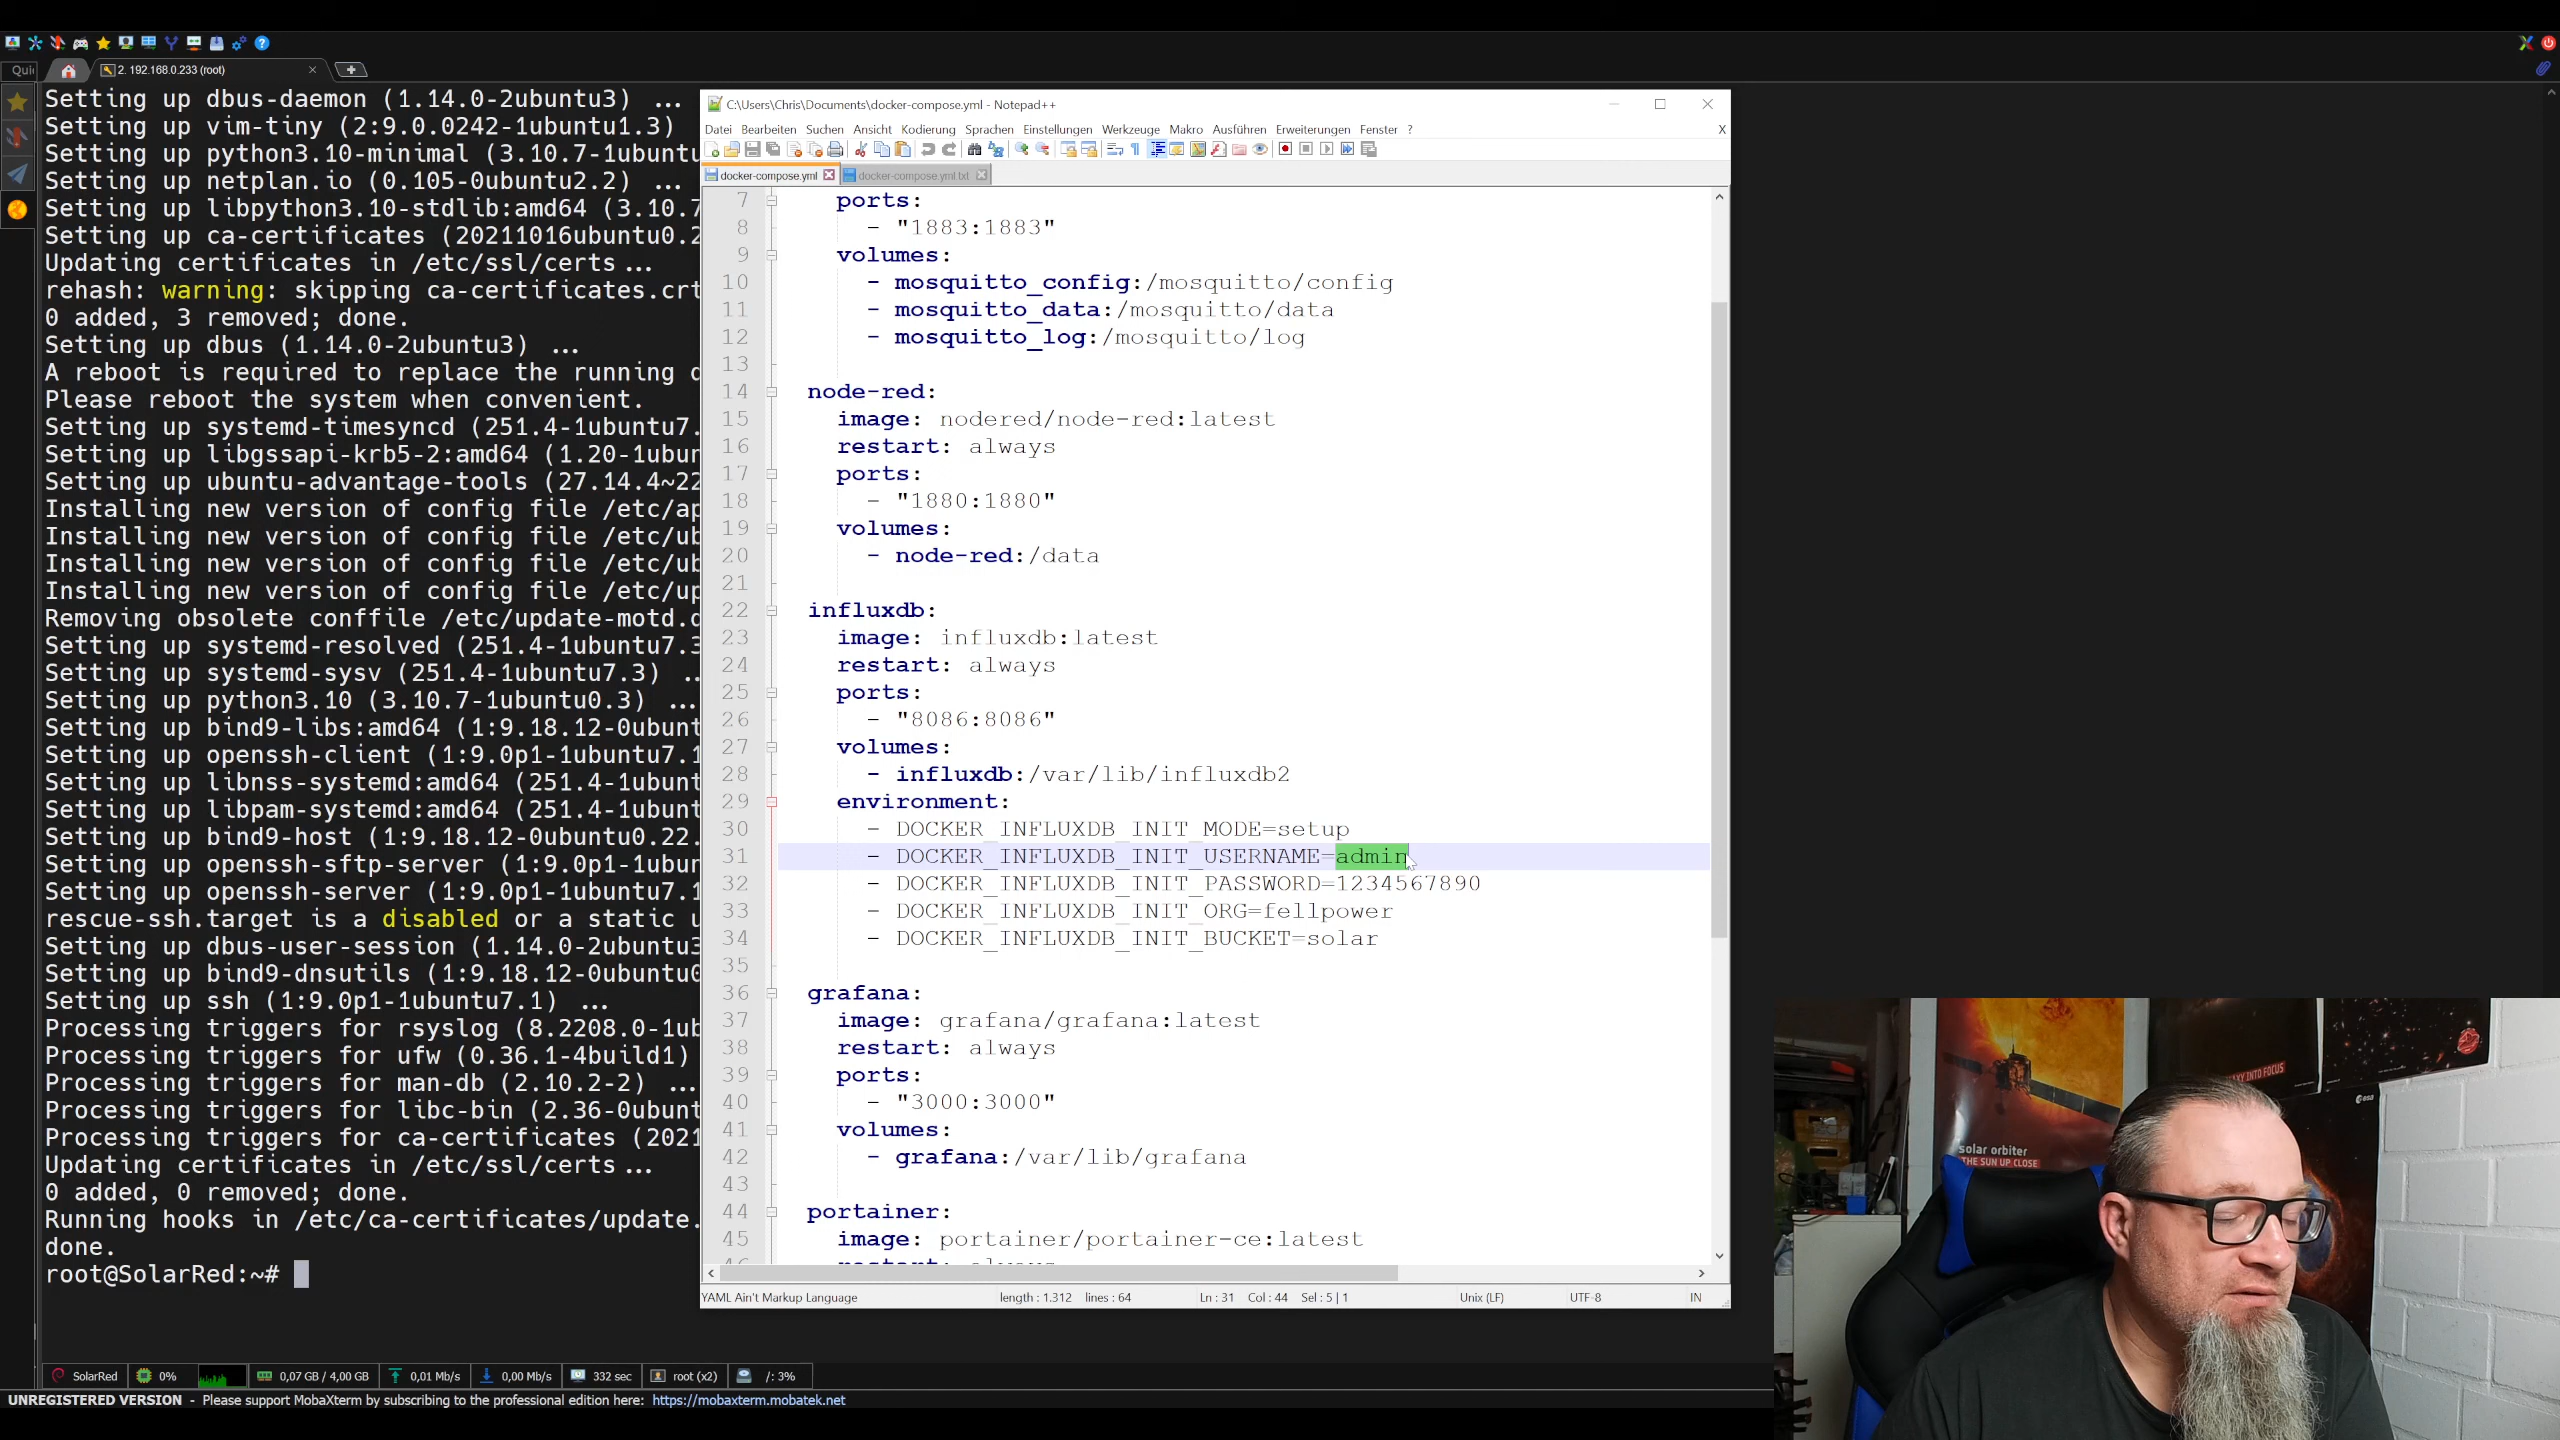 Quic
2. 192.168.0.233 (root)
Setting up dbus-daemon (1.14.0-2ubuntu3) ...
Setting up vim-tiny (2:9.0.0242-1ubuntu1.3)
Setting up python3.10-minimal (3.10.7-1ubuntu
Setting up netplan.io (0.105-0ubuntu2.2) ...
Setting up libpython3.10-stdlib:amd64 (3.10.7
Setting up ca-certificates (20211016ubuntu0.2
Updating certificates in /etc/ssl/certs...
rehash: warning: skipping ca-certificates.crt
0 added, 3 removed; done.
Setting up dbus (1.14.0-2ubuntu3) ...
A reboot is required to replace the running d
Please reboot the system when convenient.
Setting up systemd-timesyncd (251.4-1ubuntu7.
Setting up libgssapi-krb5-2:amd64 (1.20-1ubun
Setting up ubuntu-advantage-tools (27.14.4~22
Installing new version of config file /etc/ap
Installing new version of config file /etc/ub
Installing new version of config file /etc/ub
Installing new version of config file /etc/up
Removing obsolete conffile /etc/update-motd.d
Setting up systemd-resolved (251.4-1ubuntu7.3
Setting up systemd-sysv (251.4-1ubuntu7.3) ..
Setting up python3.10 (3.10.7-1ubuntu0.3) ...
Setting up bind9-libs:amd64 (1:9.18.12-0ubunt
Setting up openssh-client (1:9.0p1-1ubuntu7.1
Setting up libnss-systemd:amd64 (251.4-1ubunt
Setting up libpam-systemd:amd64 (251.4-1ubunt
Setting up bind9-host (1:9.18.12-0ubuntu0.22.
Setting up openssh-sftp-server (1:9.0p1-1ubun
Setting up openssh-server (1:9.0p1-1ubuntu7.1
rescue-ssh.target is a disabled or a static u
Setting up dbus-user-session (1.14.0-2ubuntu3
Setting up bind9-dnsutils (1:9.18.12-0ubuntu0
Setting up ssh (1:9.0p1-1ubuntu7.1) ...
Processing triggers for rsyslog (8.2208.0-1ub
Processing triggers for ufw (0.36.1-4build1)
Processing triggers for man-db (2.10.2-2) ...
Processing triggers for libc-bin (2.36-0ubunt
Processing triggers for ca-certificates (2021
Updating certificates in /etc/ssl/certs...
0 added, 0 removed; done.
Running hooks in /etc/ca-certificates/update.
done.
root@SolarRed:~#
C:\Users\Chris\Documents\docker-compose.yml - Notepad++
Datei Bearbeiten Suchen Ansicht Kodierung Sprachen Einstellungen Werkzeuge Makro Ausführen Erweiterungen Fenster ? X
docker-compose.yml docker-compose.yml.txt
7 ports:
8 - "1883:1883"
9 volumes:
10 - mosquitto_config:/mosquitto/config
11 - mosquitto_data:/mosquitto/data
12 - mosquitto_log:/mosquitto/log
13
14 node-red:
15 image: nodered/node-red:latest
16 restart: always
17 ports:
18 - "1880:1880"
19 volumes:
20 - node-red:/data
21
22 influxdb:
23 image: influxdb:latest
24 restart: always
25 ports:
26 - "8086:8086"
27 volumes:
28 - influxdb:/var/lib/influxdb2
29 environment:
30 - DOCKER_INFLUXDB_INIT_MODE=setup
31 - DOCKER_INFLUXDB_INIT_USERNAME=admin
32 - DOCKER_INFLUXDB_INIT_PASSWORD=1234567890
33 - DOCKER_INFLUXDB_INIT_ORG=fellpower
34 - DOCKER_INFLUXDB_INIT_BUCKET=solar
35
36 grafana:
37 image: grafana/grafana:latest
38 restart: always
39 ports:
40 - "3000:3000"
41 volumes:
42 - grafana:/var/lib/grafana
43
44 portainer:
45 image: portainer/portainer-ce:latest
46 restart: always
YAML Ain't Markup Language length : 1.312 lines : 64 Ln : 31 Col : 44 Sel : 5 | 1 Unix (LF) UTF-8 IN
SolarRed 0% 0,07 GB / 4,00 GB 0,01 Mb/s 0,00 Mb/s 332 sec root (x2) /: 3%
UNREGISTERED VERSION - Please support MobaXterm by subscribing to the professional edition here: https://mobaxterm.mobatek.net
solar orbiter
THE SUN UP CLOSE
INTO FOCUS
esa